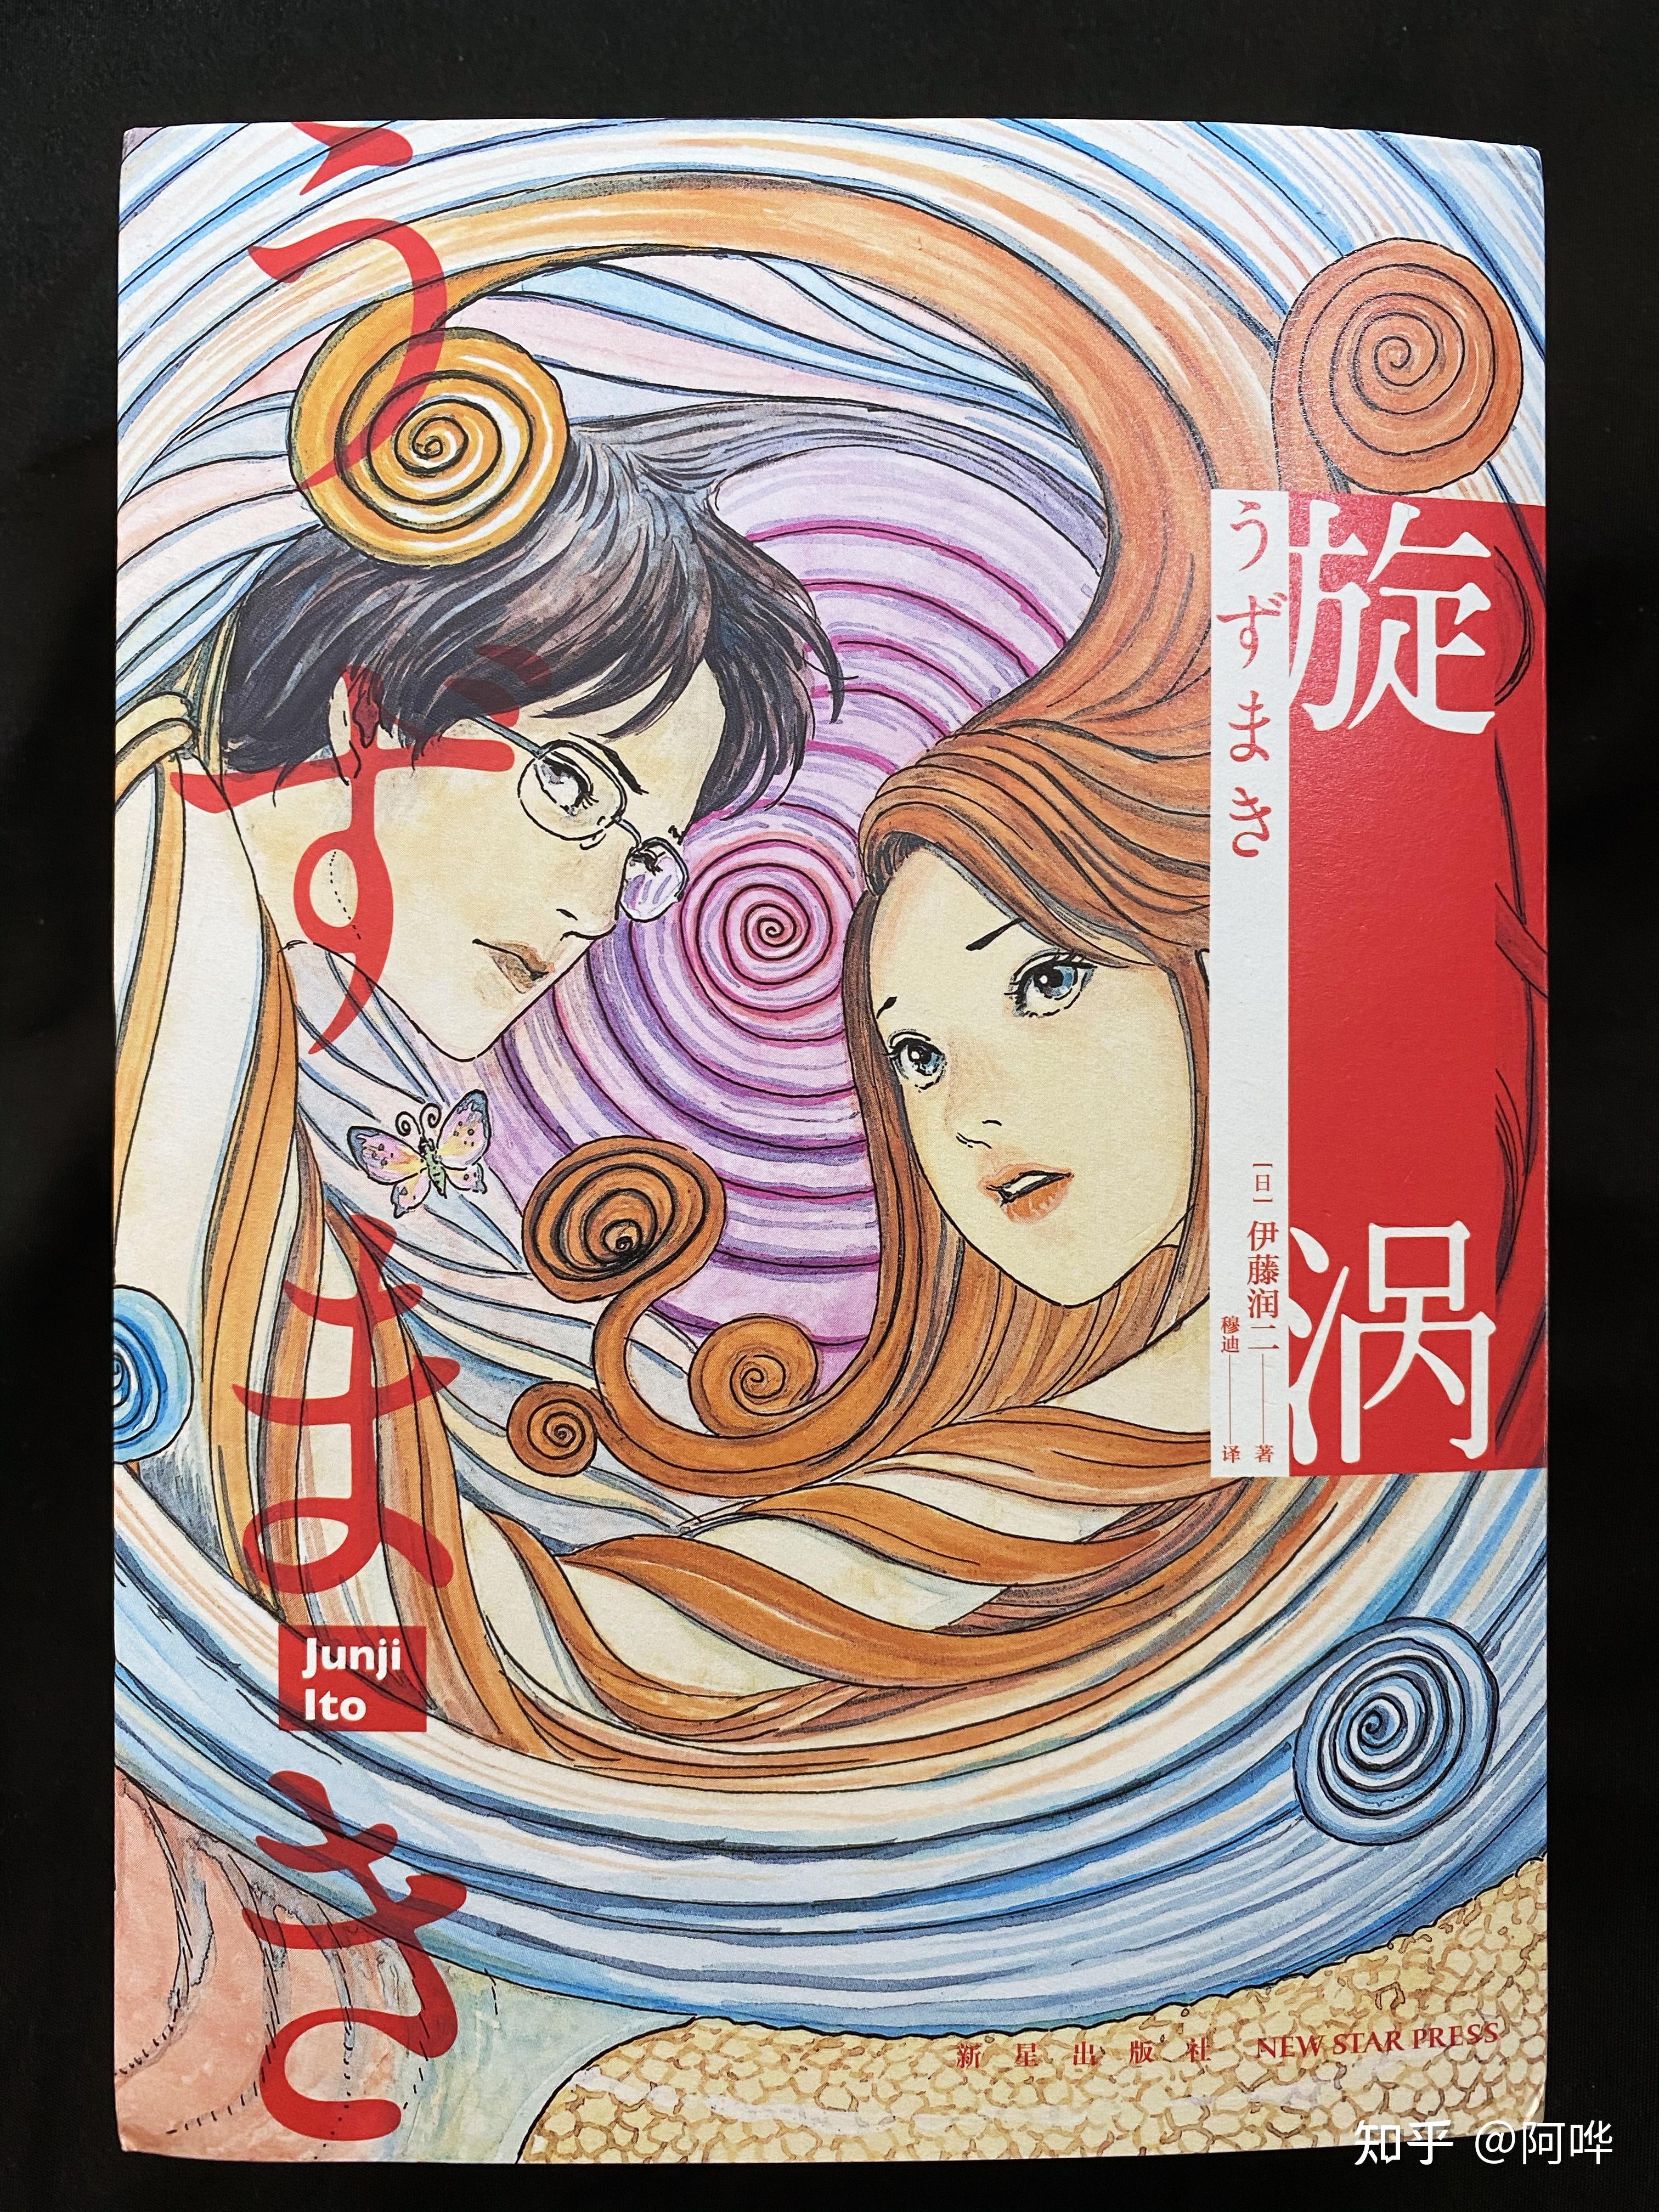 うずまき
Junji
Ito
旋涡
うずまき
[日]伊藤润二——著
穆迪——译
新星出版社 NEW STAR PRESS
知乎 @阿哗